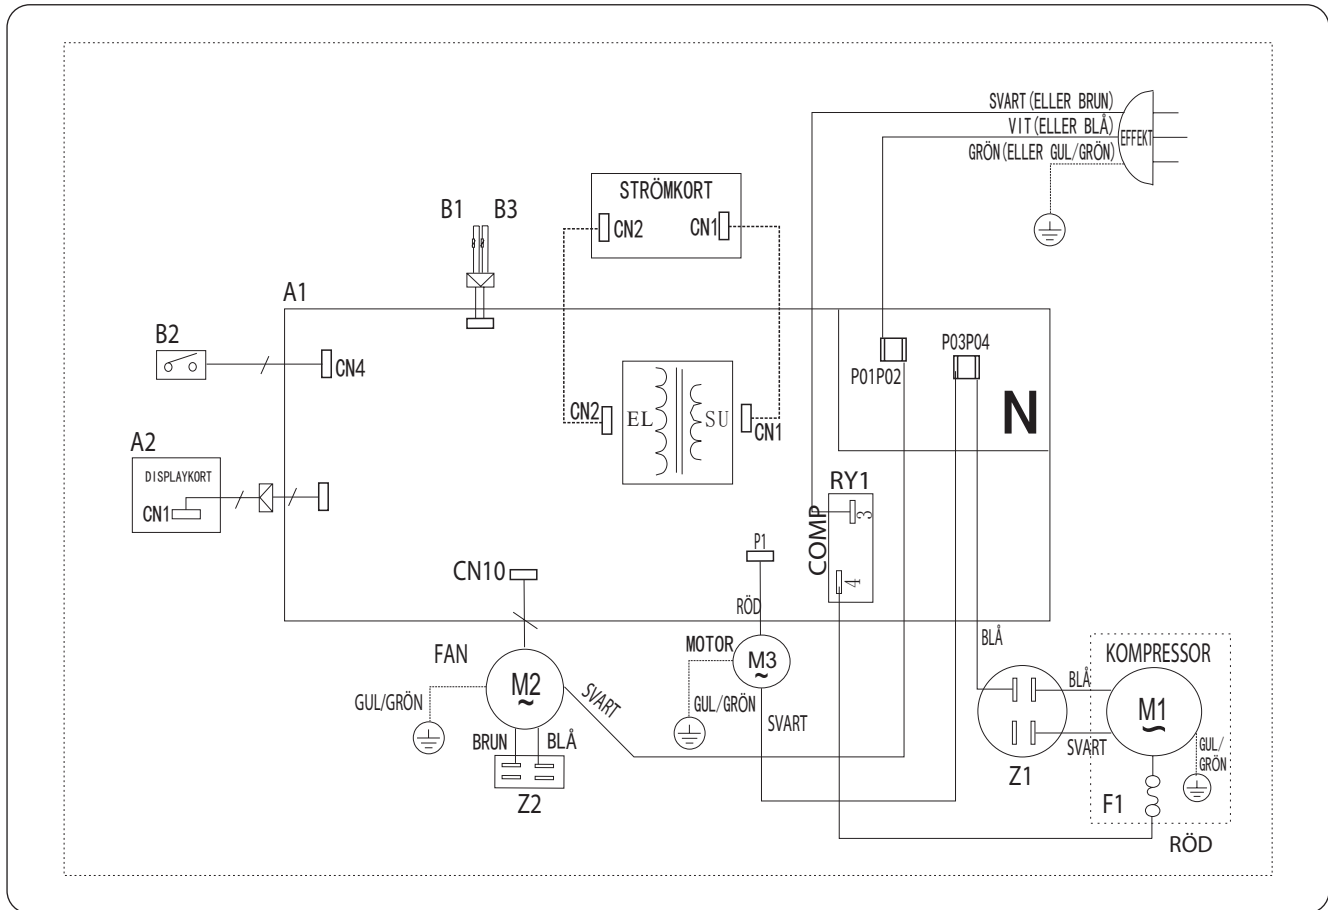 SVART(ELLER BRUN)
VIT(ELLER BLÅ)
GRÖN(ELLER GUL/GRÖN)
EFFEKT
STRÖMKORT
CN2
CN1
B1
B3
A1
B2
CN4
P03P04
P01P02
N
CN2
EL
SU
CN1
A2
DISPLAYKORT
CN1
RY1
COMP
3
4
P1
CN10
RÖD
MOTOR
M3
~
FAN
M2
~
GUL/GRÖN
SVART
GUL/GRÖN
SVART
BRUN
BLÅ
Z2
BLÅ
KOMPRESSOR
BLÅ
M1
~
SVART
Z1
GUL/
GRÖN
F1
RÖD